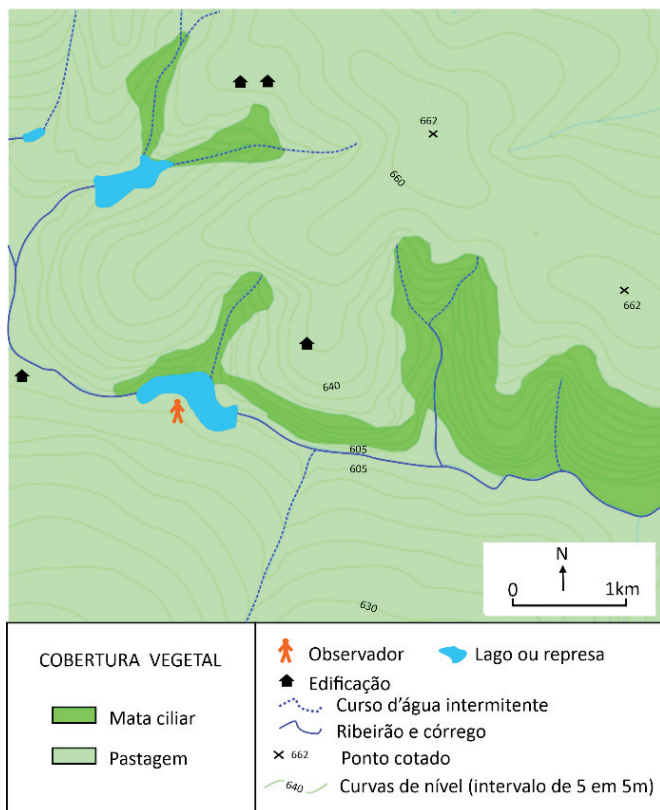 662
660
662
640
605
605
630
N
0 1km
COBERTURA VEGETAL
Mata ciliar
Pastagem
Observador
Lago ou represa
Edificação
Curso d'água intermitente
Ribeirão e córrego
662 Ponto cotado
640 Curvas de nível (intervalo de 5 em 5m)